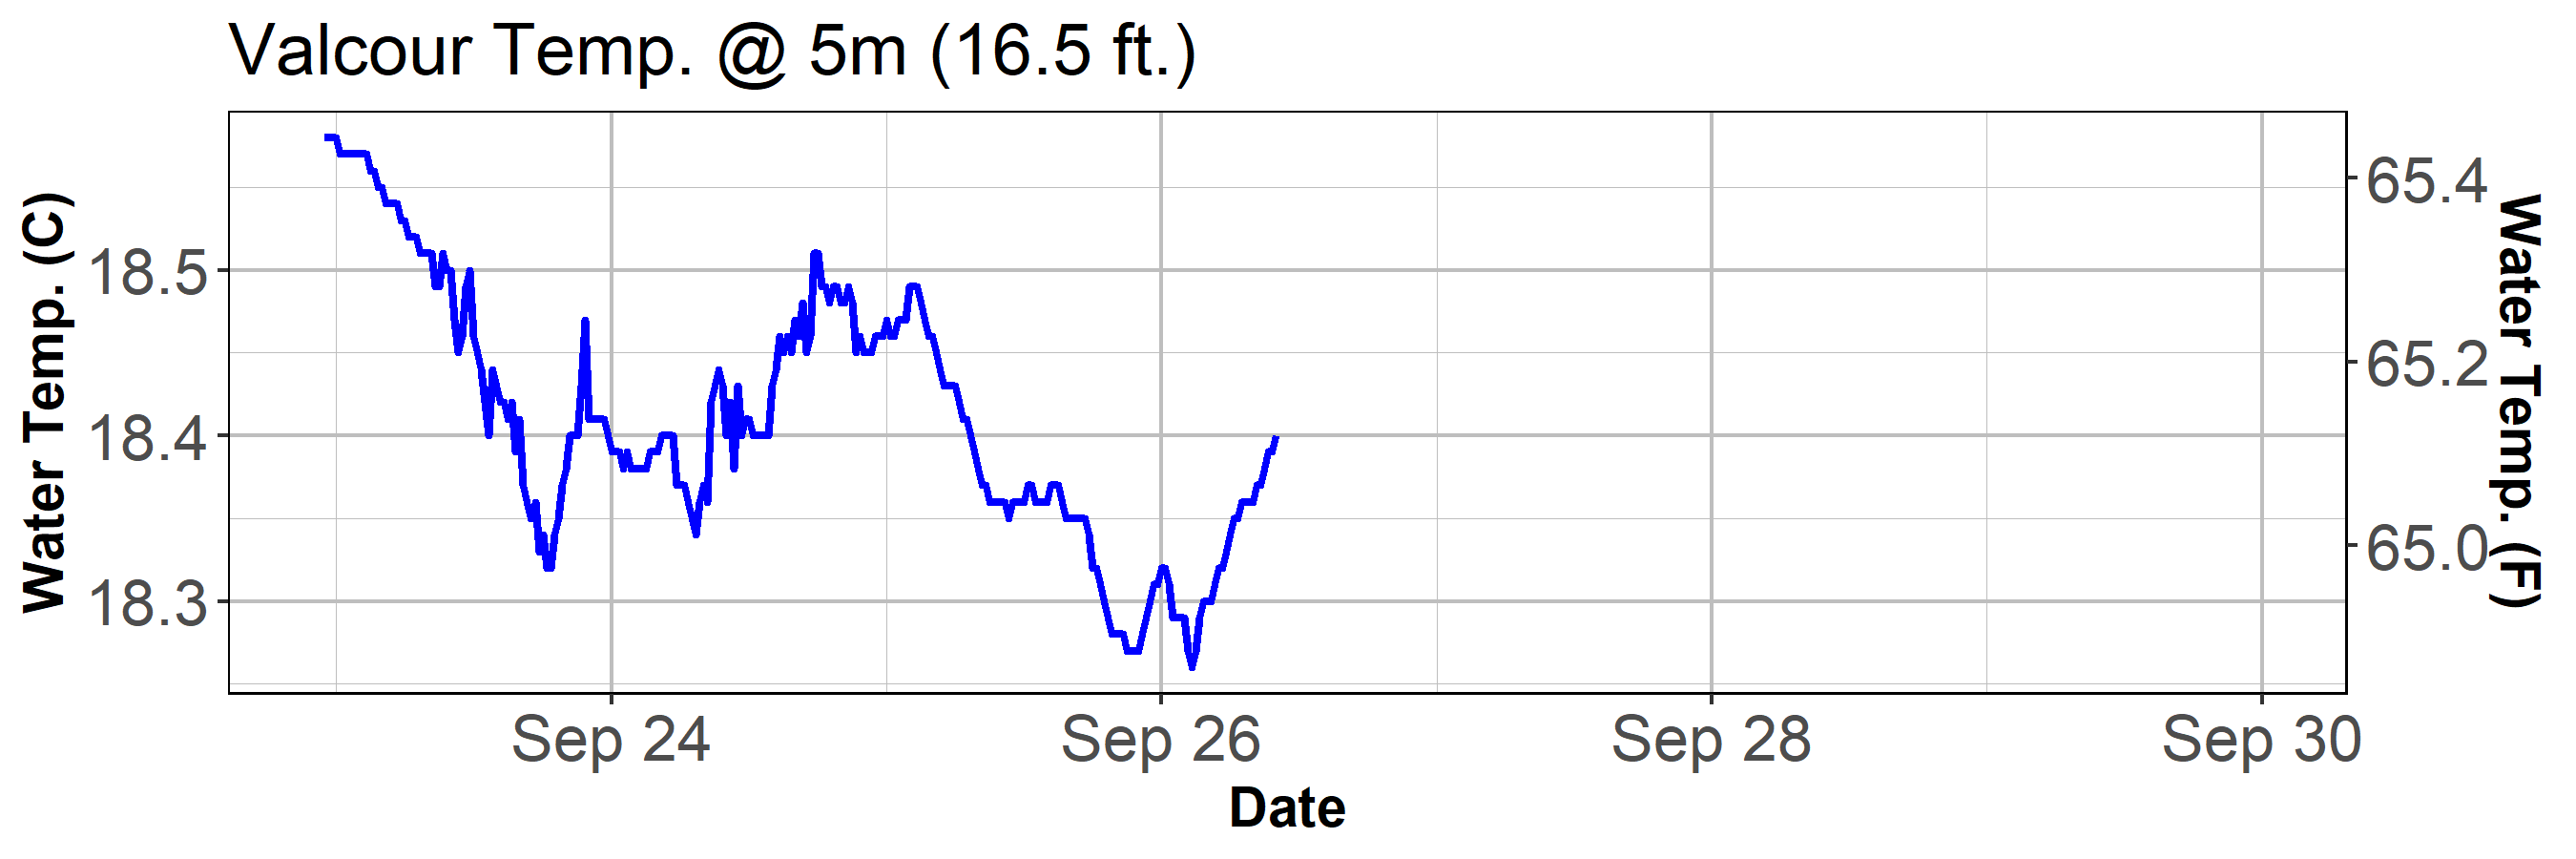 Valcour Temp. @ 5m (16.5 ft.)
Water Temp. (C)
18.5
18.4
18.3
65.4
65.2
65.0
Water Temp. (F)
Sep 24 Sep 26 Sep 28 Sep 30
Date